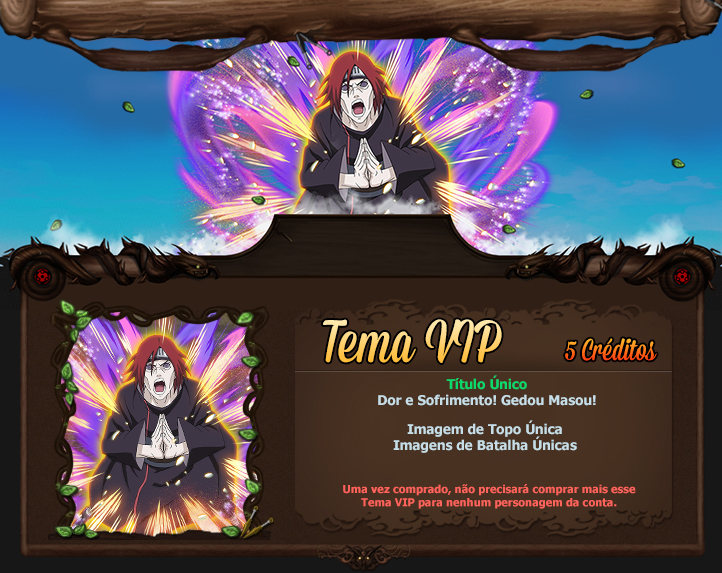 Tema VIP
5 Créditos
Título Único
Dor e Sofrimento! Gedou Masou!
Imagem de Topo Única
Imagens de Batalha Únicas
Uma vez comprado, não precisará comprar mais esse
Tema VIP para nenhum personagem da conta.